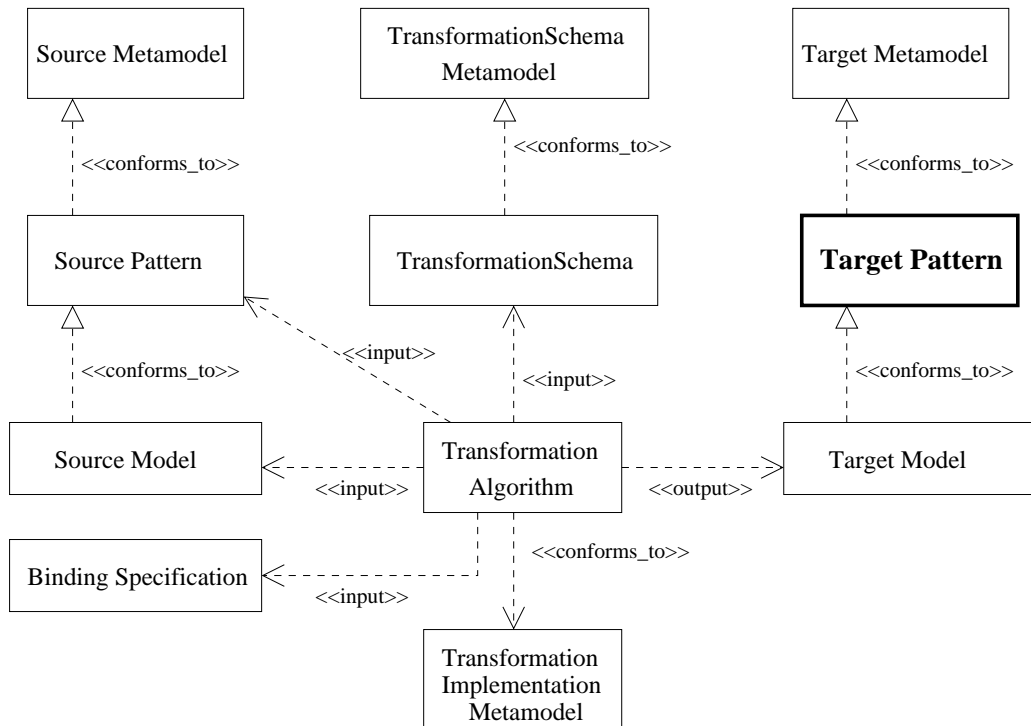 Source Metamodel
TransformationSchema
Metamodel
Target Metamodel
<<conforms_to>>
<<conforms_to>>
<<conforms_to>>
Source Pattern
TransformationSchema
Target Pattern
<<conforms_to>>
<<input>>
<<input>>
<<conforms_to>>
Source Model
Transformation
Algorithm
Target Model
<<input>>
<<output>>
Binding Specification
<<input>>
<<conforms_to>>
Transformation
Implementation
Metamodel